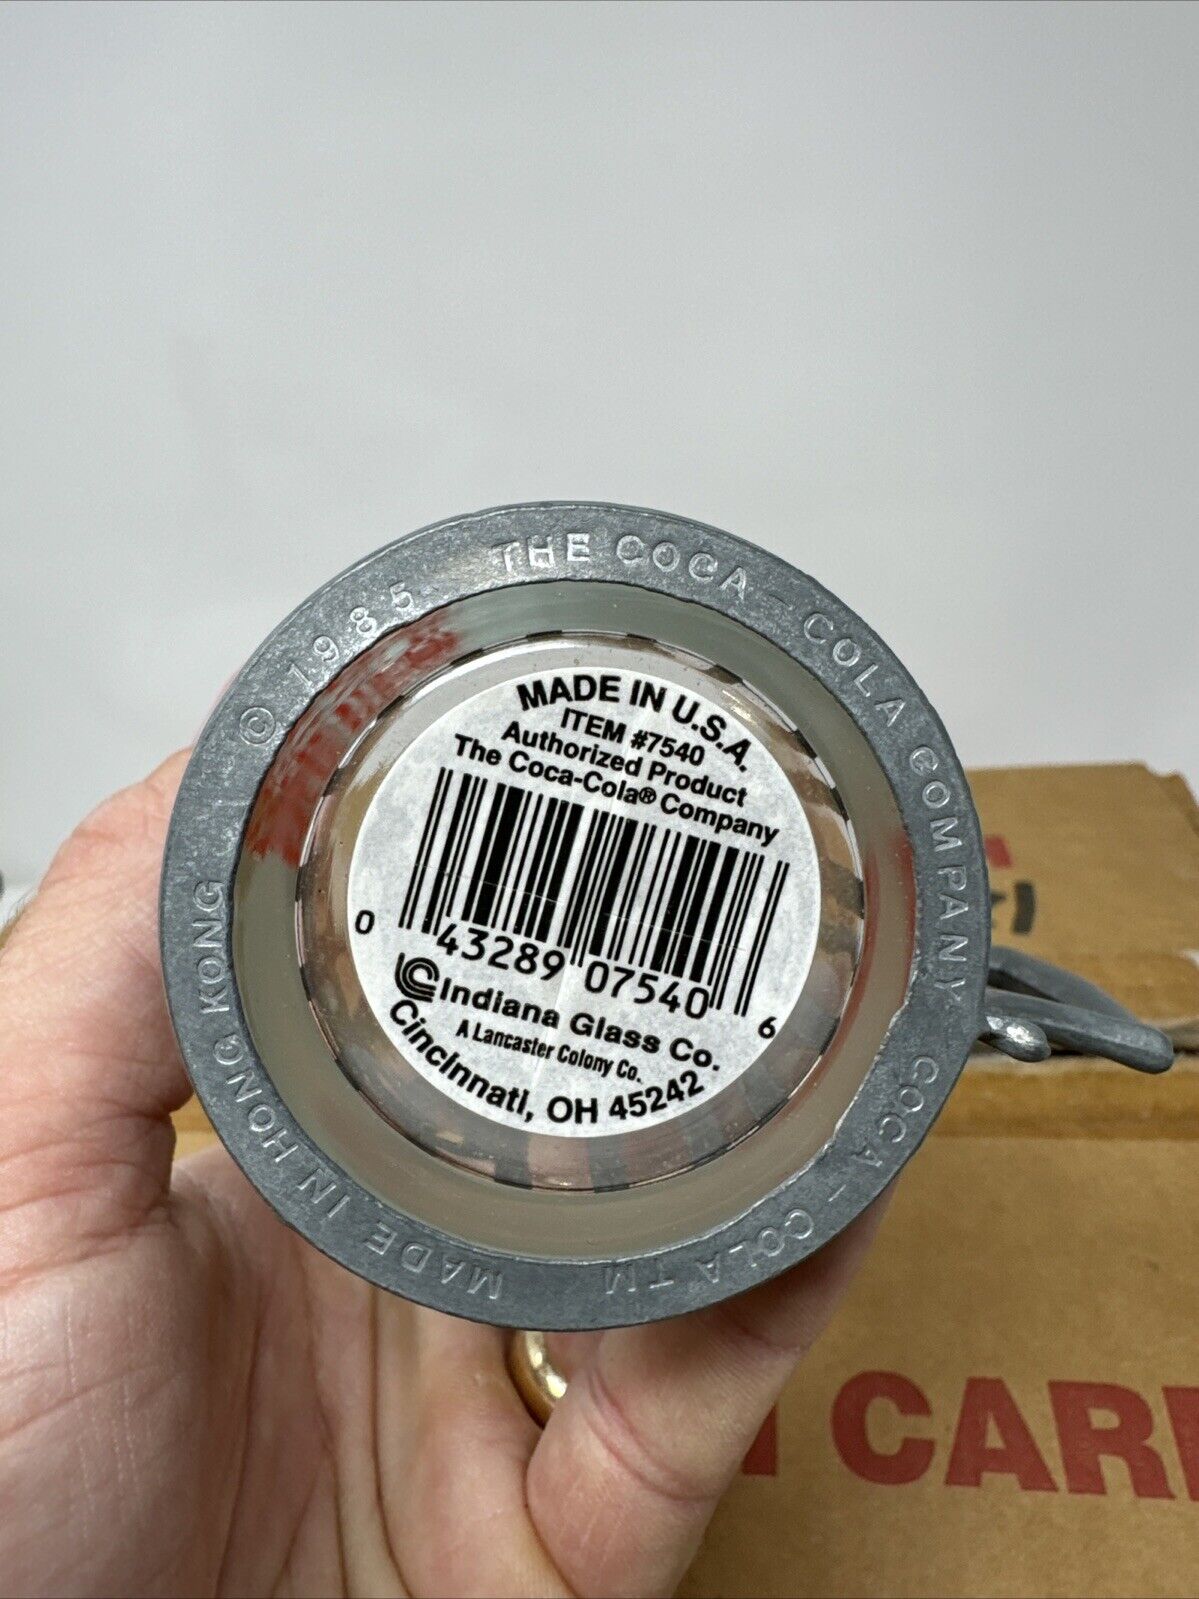 © 1985 THE COCA-COLA COMPANY
COCA-COLA TM
MADE IN HONG KONG
MADE IN U.S.A.
ITEM #7540
Authorized Product
The Coca-Cola® Company
0 43289 07540 6
Indiana Glass Co.
A Lancaster Colony Co.
Cincinnati, OH 45242
CAR